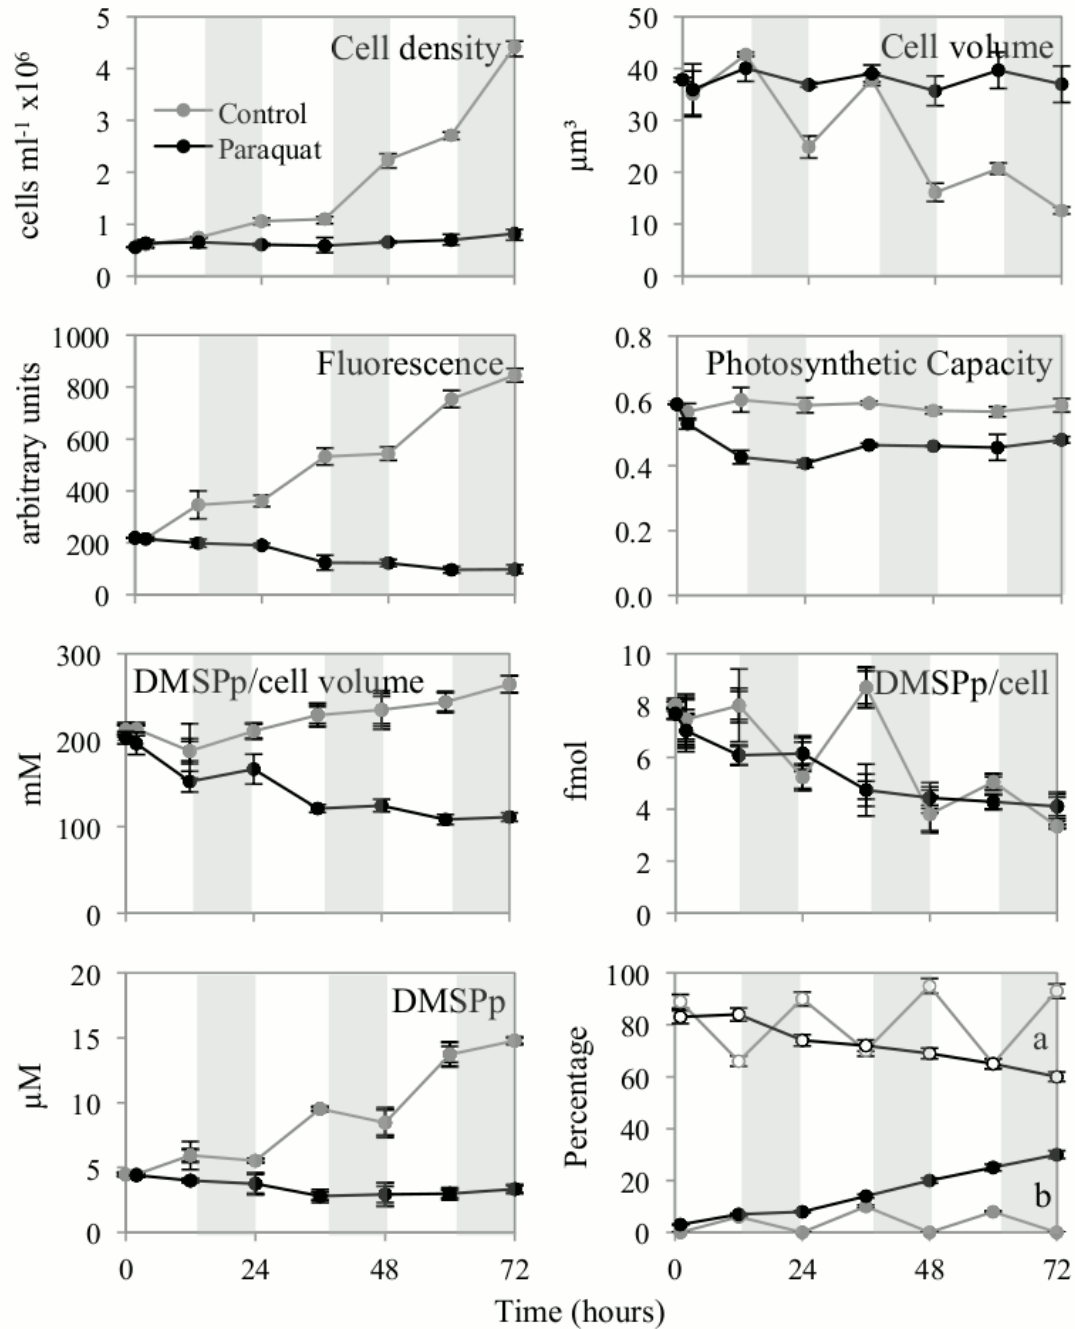 Cell density
cells ml⁻¹ x10⁶
5
4
3
2
1
0
Control
Paraquat
Cell volume
µm³
50
40
30
20
10
0
Fluorescence
arbitrary units
1000
800
600
400
200
0
Photosynthetic Capacity
0.8
0.6
0.4
0.2
0.0
DMSPp/cell volume
mM
300
200
100
0
DMSPp/cell
fmol
10
8
6
4
2
0
DMSPp
µM
20
15
10
5
0
0 24 48 72
Percentage
100
80
60
40
20
0
a
b
0 24 48 72
Time (hours)